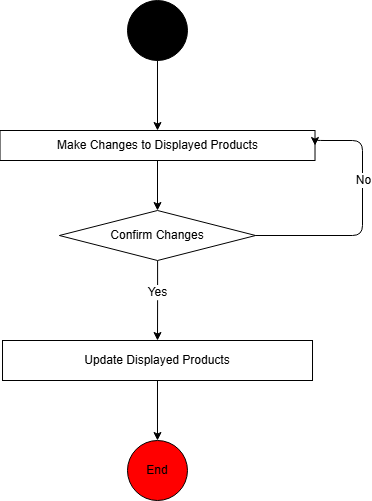 Make Changes to Displayed Products
No
Confirm Changes
Yes
Update Displayed Products
End